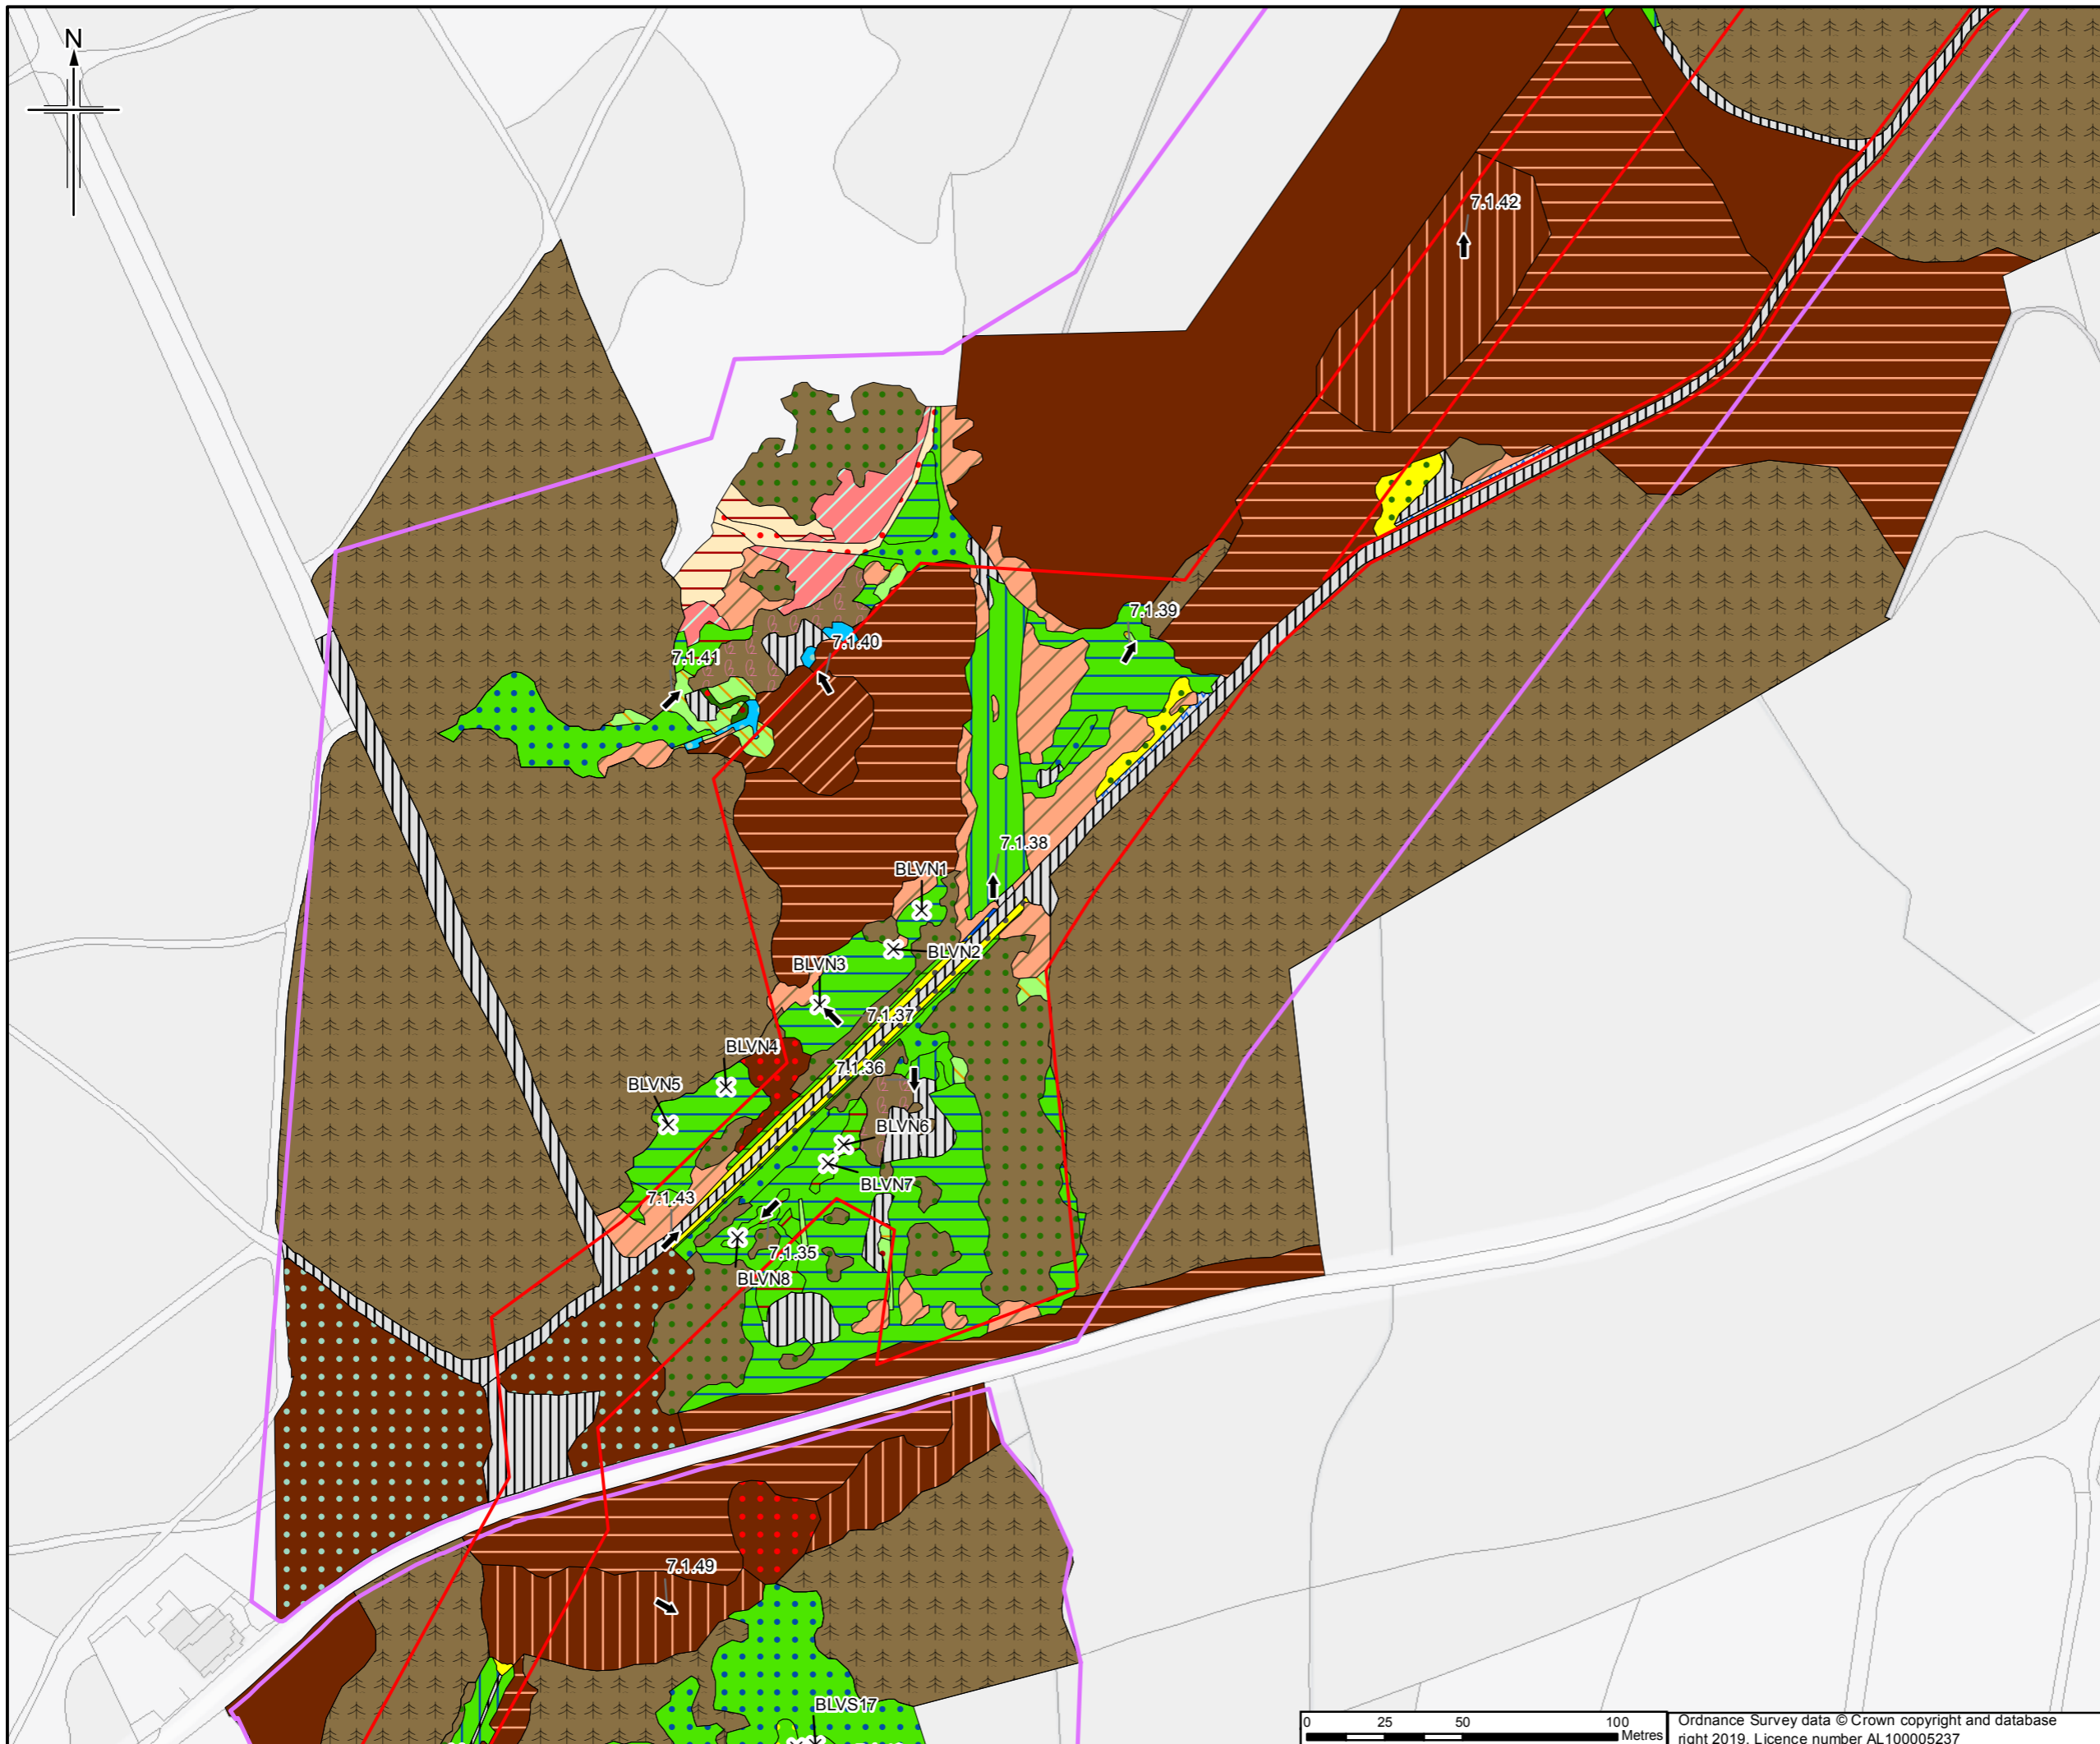 N
7.1.42
7.1.39
7.1.40
7.1.41
7.1.38
BLVN1
BLVN2
BLVN3
7.1.37
BLVN4
7.1.36
BLVN5
BLVN6
BLVN7
7.1.43
7.1.35
BLVN8
7.1.49
BLVS17
0 25 50 100
Metres
Ordnance Survey data © Crown copyright and database
right 2019. Licence number AL100005237